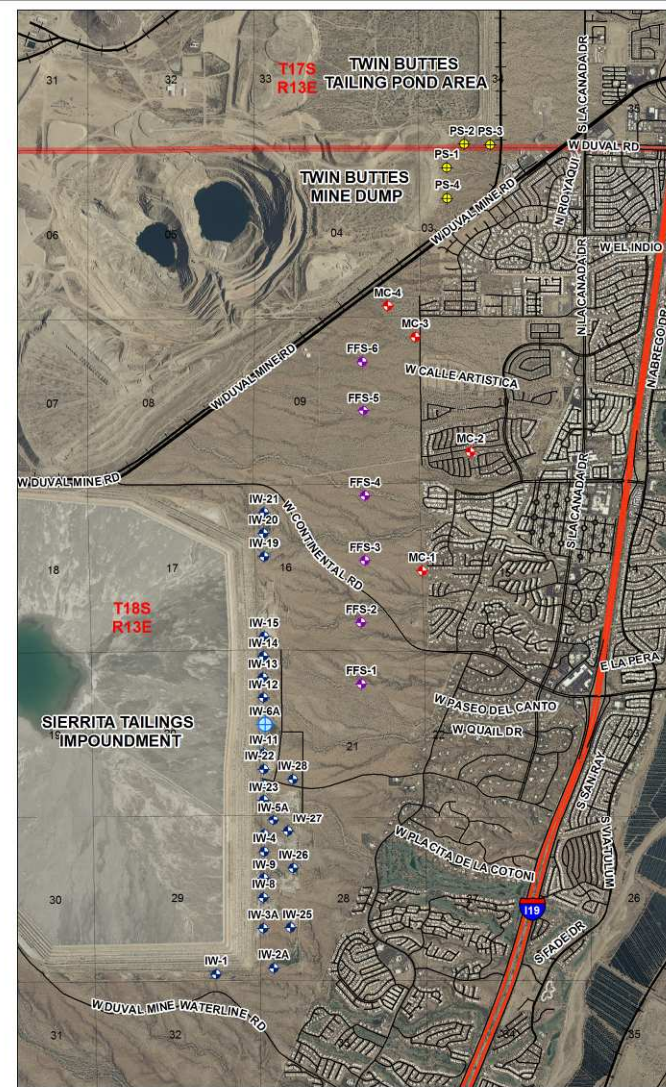 S LA CANADA DR
31
32
33
T17S
R13E
TWIN BUTTES
TAILING POND AREA
34
35
PS-2
PS-3
W DUVAL RD
PS-1
PS-4
TWIN BUTTES
MINE DUMP
W DUVAL MINE RD
N RIO YAQUI
06
05
04
03
N LA CANADA DR
W EL INDIO
N ABREGO DR
MC-4
MC-3
FFS-6
W DUVAL MINE RD
W CALLE ARTISTICA
07
08
09
FFS-5
MC-2
S LA CANADA DR
W DUVAL MINE RD
FFS-4
IW-21
IW-20
IW-19
W CONTINENTAL RD
18
17
16
FFS-3
MC-1
15
14
T18S
R13E
FFS-2
IW-15
IW-14
IW-13
IW-12
FFS-1
E LA PERA
W PASEO DEL CANTO
SIERRITA TAILINGS
IMPOUNDMENT
19
IW-6A
IW-11
IW-22
21
22
W QUAIL DR
23
IW-28
IW-23
IW-5A
IW-27
IW-4
IW-9
IW-26
IW-8
S SAN RAY
S VIA TULUM
W PLACITA DE LA COTONI
30
29
28
26
IW-3A
IW-25
I19
S FADE DR
IW-1
IW-2A
W DUVAL MINE WATERLINE RD
31
32
33
34
35